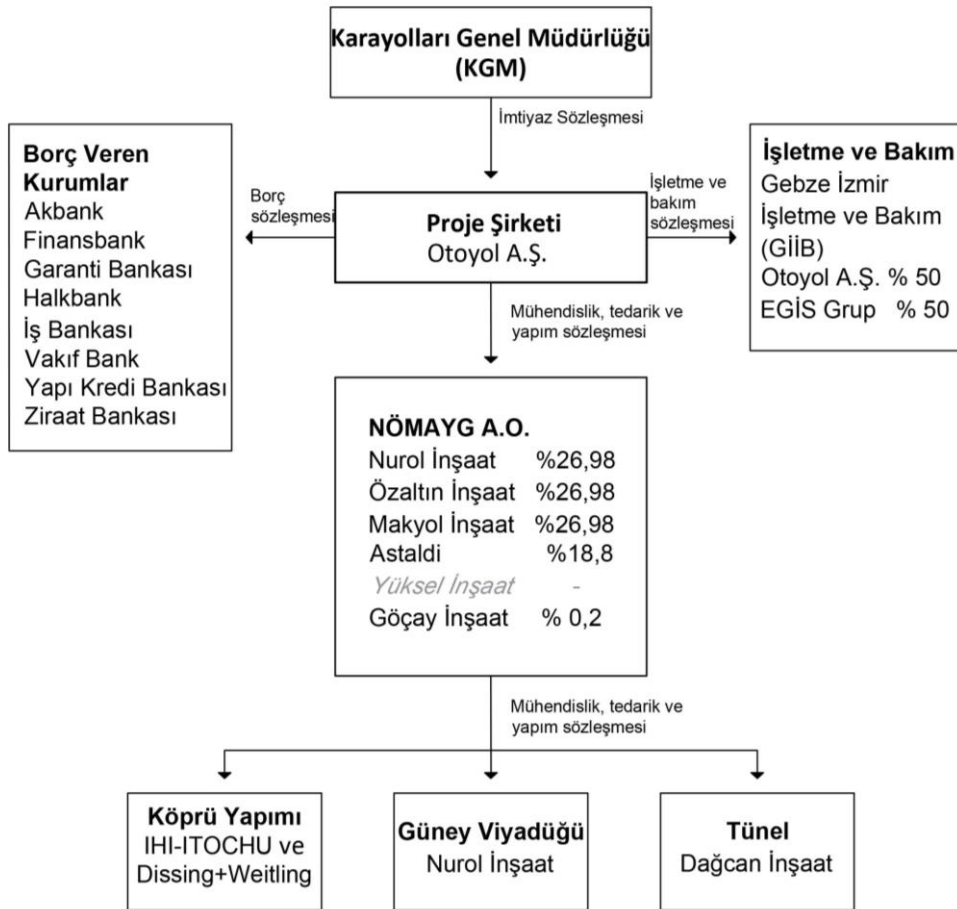 Karayolları Genel Müdürlüğü
(KGM)
İmtiyaz Sözleşmesi
Borç Veren
Kurumlar
Akbank
Finansbank
Garanti Bankası
Halkbank
İş Bankası
Vakıf Bank
Yapı Kredi Bankası
Ziraat Bankası
Borç
sözleşmesi
Proje Şirketi
Otoyol A.Ş.
İşletme ve
bakım
sözleşmesi
İşletme ve Bakım
Gebze İzmir
İşletme ve Bakım
(GİİB)
Otoyol A.Ş. % 50
EGİS Grup % 50
Mühendislik, tedarik ve
yapım sözleşmesi
NÖMAYG A.O.
Nurol İnşaat %26,98
Özaltın İnşaat %26,98
Makyol İnşaat %26,98
Astaldi %18,8
Yüksel İnşaat -
Göçay İnşaat % 0,2
Mühendislik, tedarik ve
yapım sözleşmesi
Köprü Yapımı
IHI-ITOCHU ve
Dissing+Weitling
Güney Viyadüğü
Nurol İnşaat
Tünel
Dağcan İnşaat